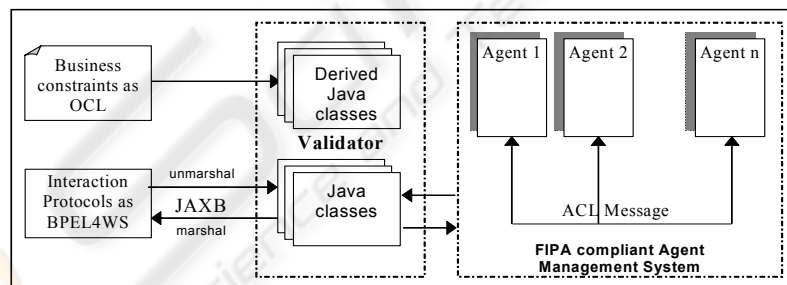 Business
constraints as
OCL
Derived
Java
classes
Validator
Interaction
Protocols as
BPEL4WS
unmarshal
JAXB
marshal
Java
classes
Agent 1
Agent 2
Agent n
ACL Message
FIPA compliant Agent
Management System